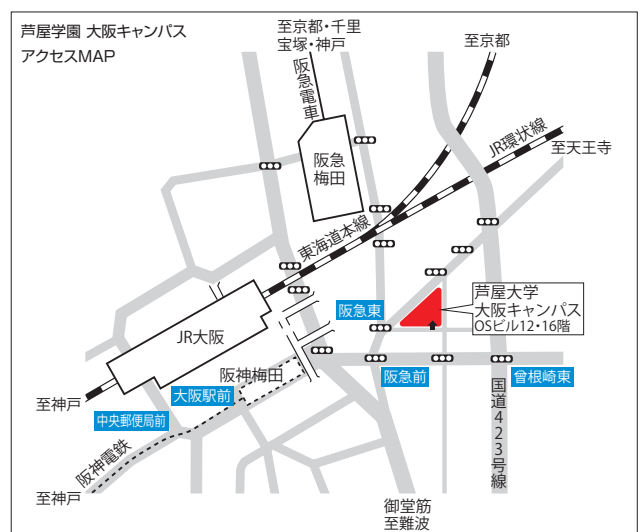 芦屋学園 大阪キャンパス
アクセスMAP
至京都・千里
宝塚・神戸
至京都
阪急電車
JR環状線
至天王寺
阪急
梅田
東海道本線
芦屋大学
大阪キャンパス
OSビル12・16階
阪急東
JR大阪
阪神梅田
大阪駅前
阪急前
曾根崎東
至神戸
中央郵便局前
国道423号線
阪神電鉄
至神戸
御堂筋
至難波